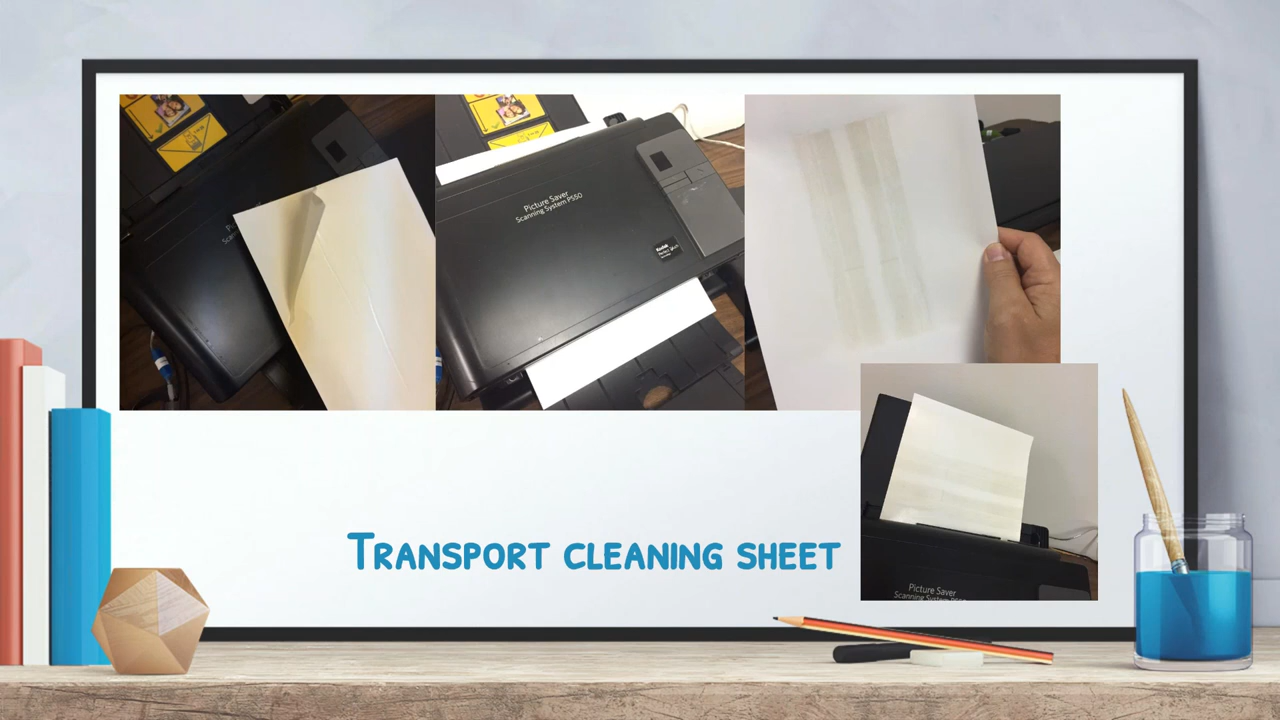 Picture Saver
Scanning System PS50
Kodak
Transport cleaning sheet
Picture Saver